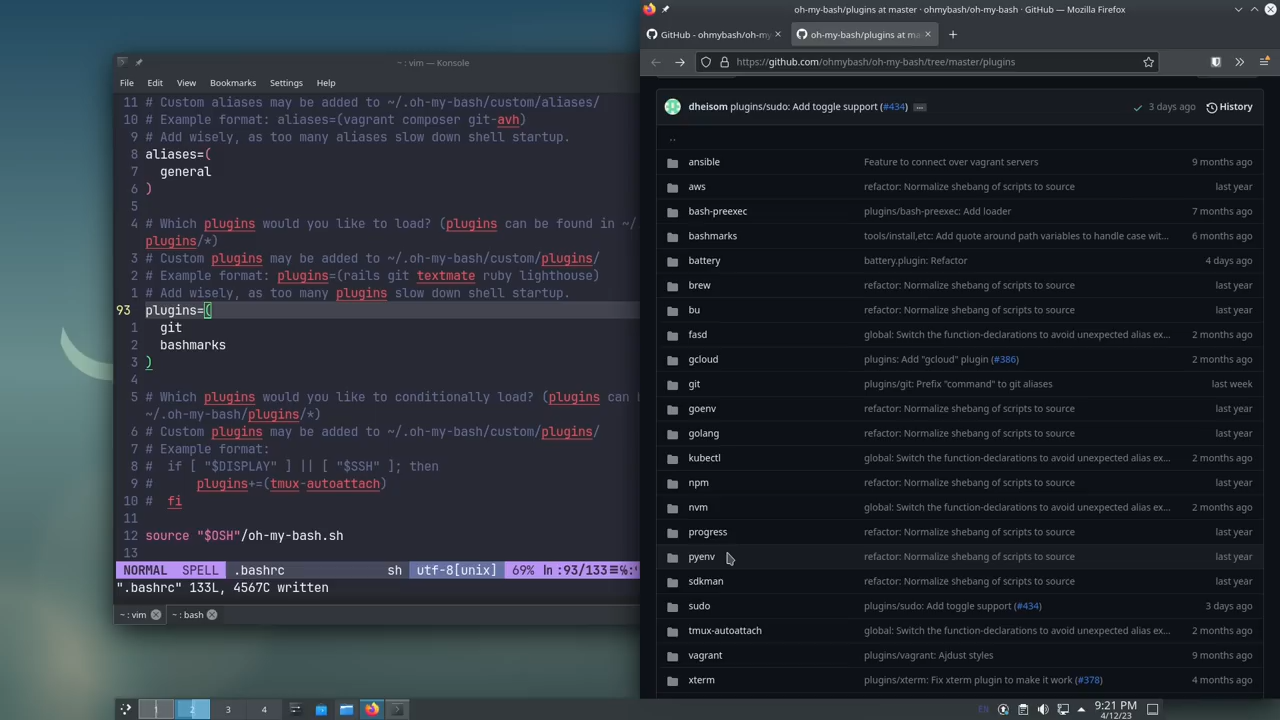 ~ : vim — Konsole
File Edit View Bookmarks Settings Help
11 # Custom aliases may be added to ~/.oh-my-bash/custom/aliases/
10 # Example format: aliases=(vagrant composer git-avh)
9 # Add wisely, as too many aliases slow down shell startup.
8 aliases=(
7   general
6 )
5
4 # Which plugins would you like to load? (plugins can be found in ~/.
plugins/*)
3 # Custom plugins may be added to ~/.oh-my-bash/custom/plugins/
2 # Example format: plugins=(rails git textmate ruby lighthouse)
1 # Add wisely, as too many plugins slow down shell startup.
93 plugins=(
1   git
2   bashmarks
3 )
4
5 # Which plugins would you like to conditionally load? (plugins can b
~/.oh-my-bash/plugins/*)
6 # Custom plugins may be added to ~/.oh-my-bash/custom/plugins/
7 # Example format:
8 #  if [ "$DISPLAY" ] || [ "$SSH" ]; then
9 #      plugins+=(tmux-autoattach)
10 #  fi
11
12 source "$OSH"/oh-my-bash.sh
13
NORMAL SPELL .bashrc sh utf-8[unix] 69% ln :93/133
".bashrc" 133L, 4567C written
~ : vim ~ : bash
oh-my-bash/plugins at master · ohmybash/oh-my-bash · GitHub — Mozilla Firefox
GitHub - ohmybash/oh-my oh-my-bash/plugins at ma
https://github.com/ohmybash/oh-my-bash/tree/master/plugins
dheisom plugins/sudo: Add toggle support (#434) ... 3 days ago History
..
ansible Feature to connect over vagrant servers 9 months ago
aws refactor: Normalize shebang of scripts to source last year
bash-preexec plugins/bash-preexec: Add loader 7 months ago
bashmarks tools/install,etc: Add quote around path variables to handle case wit... 6 months ago
battery battery.plugin: Refactor 4 days ago
brew refactor: Normalize shebang of scripts to source last year
bu refactor: Normalize shebang of scripts to source last year
fasd global: Switch the function-declarations to avoid unexpected alias ex... 2 months ago
gcloud plugins: Add "gcloud" plugin (#386) 2 months ago
git plugins/git: Prefix "command" to git aliases last week
goenv refactor: Normalize shebang of scripts to source last year
golang refactor: Normalize shebang of scripts to source last year
kubectl global: Switch the function-declarations to avoid unexpected alias ex... 2 months ago
npm refactor: Normalize shebang of scripts to source last year
nvm global: Switch the function-declarations to avoid unexpected alias ex... 2 months ago
progress refactor: Normalize shebang of scripts to source last year
pyenv refactor: Normalize shebang of scripts to source last year
sdkman refactor: Normalize shebang of scripts to source last year
sudo plugins/sudo: Add toggle support (#434) 3 days ago
tmux-autoattach global: Switch the function-declarations to avoid unexpected alias ex... 2 months ago
vagrant plugins/vagrant: Ajdust styles 9 months ago
xterm plugins/xterm: Fix xterm plugin to make it work (#378) 4 months ago
1 2 3 4
EN 9:21 PM
4/12/23